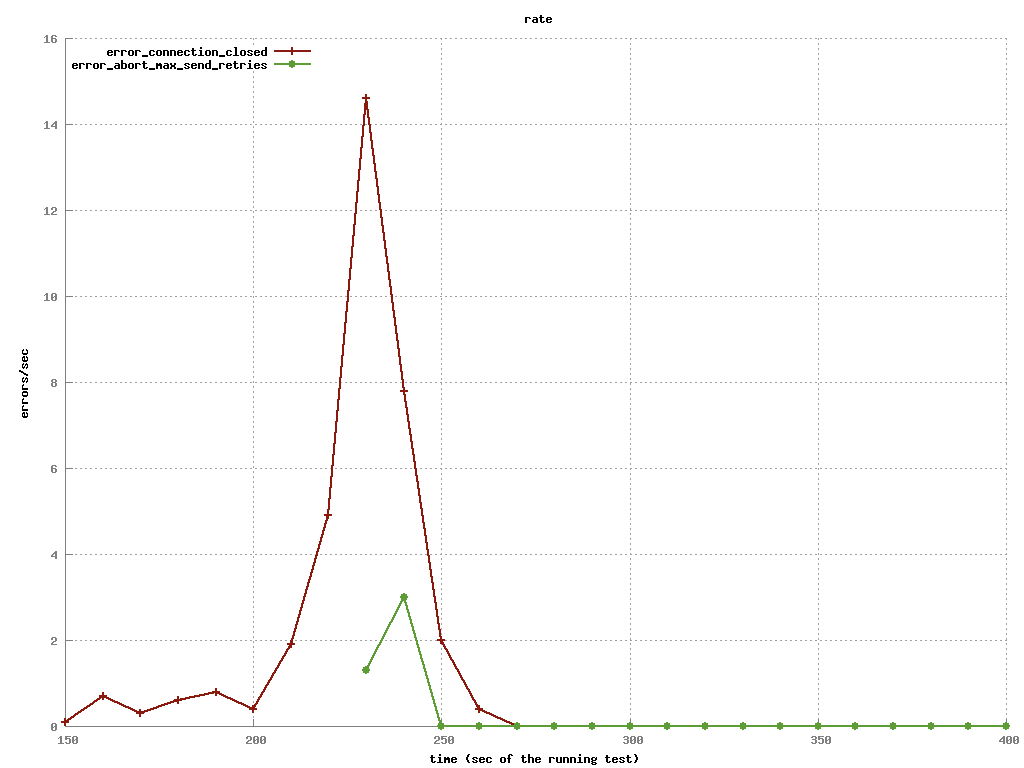 rate
16
error_connection_closed
error_abort_max_send_retries
14
12
10
8
errors/sec
6
4
2
0
150 200 250 300 350 400
time (sec of the running test)